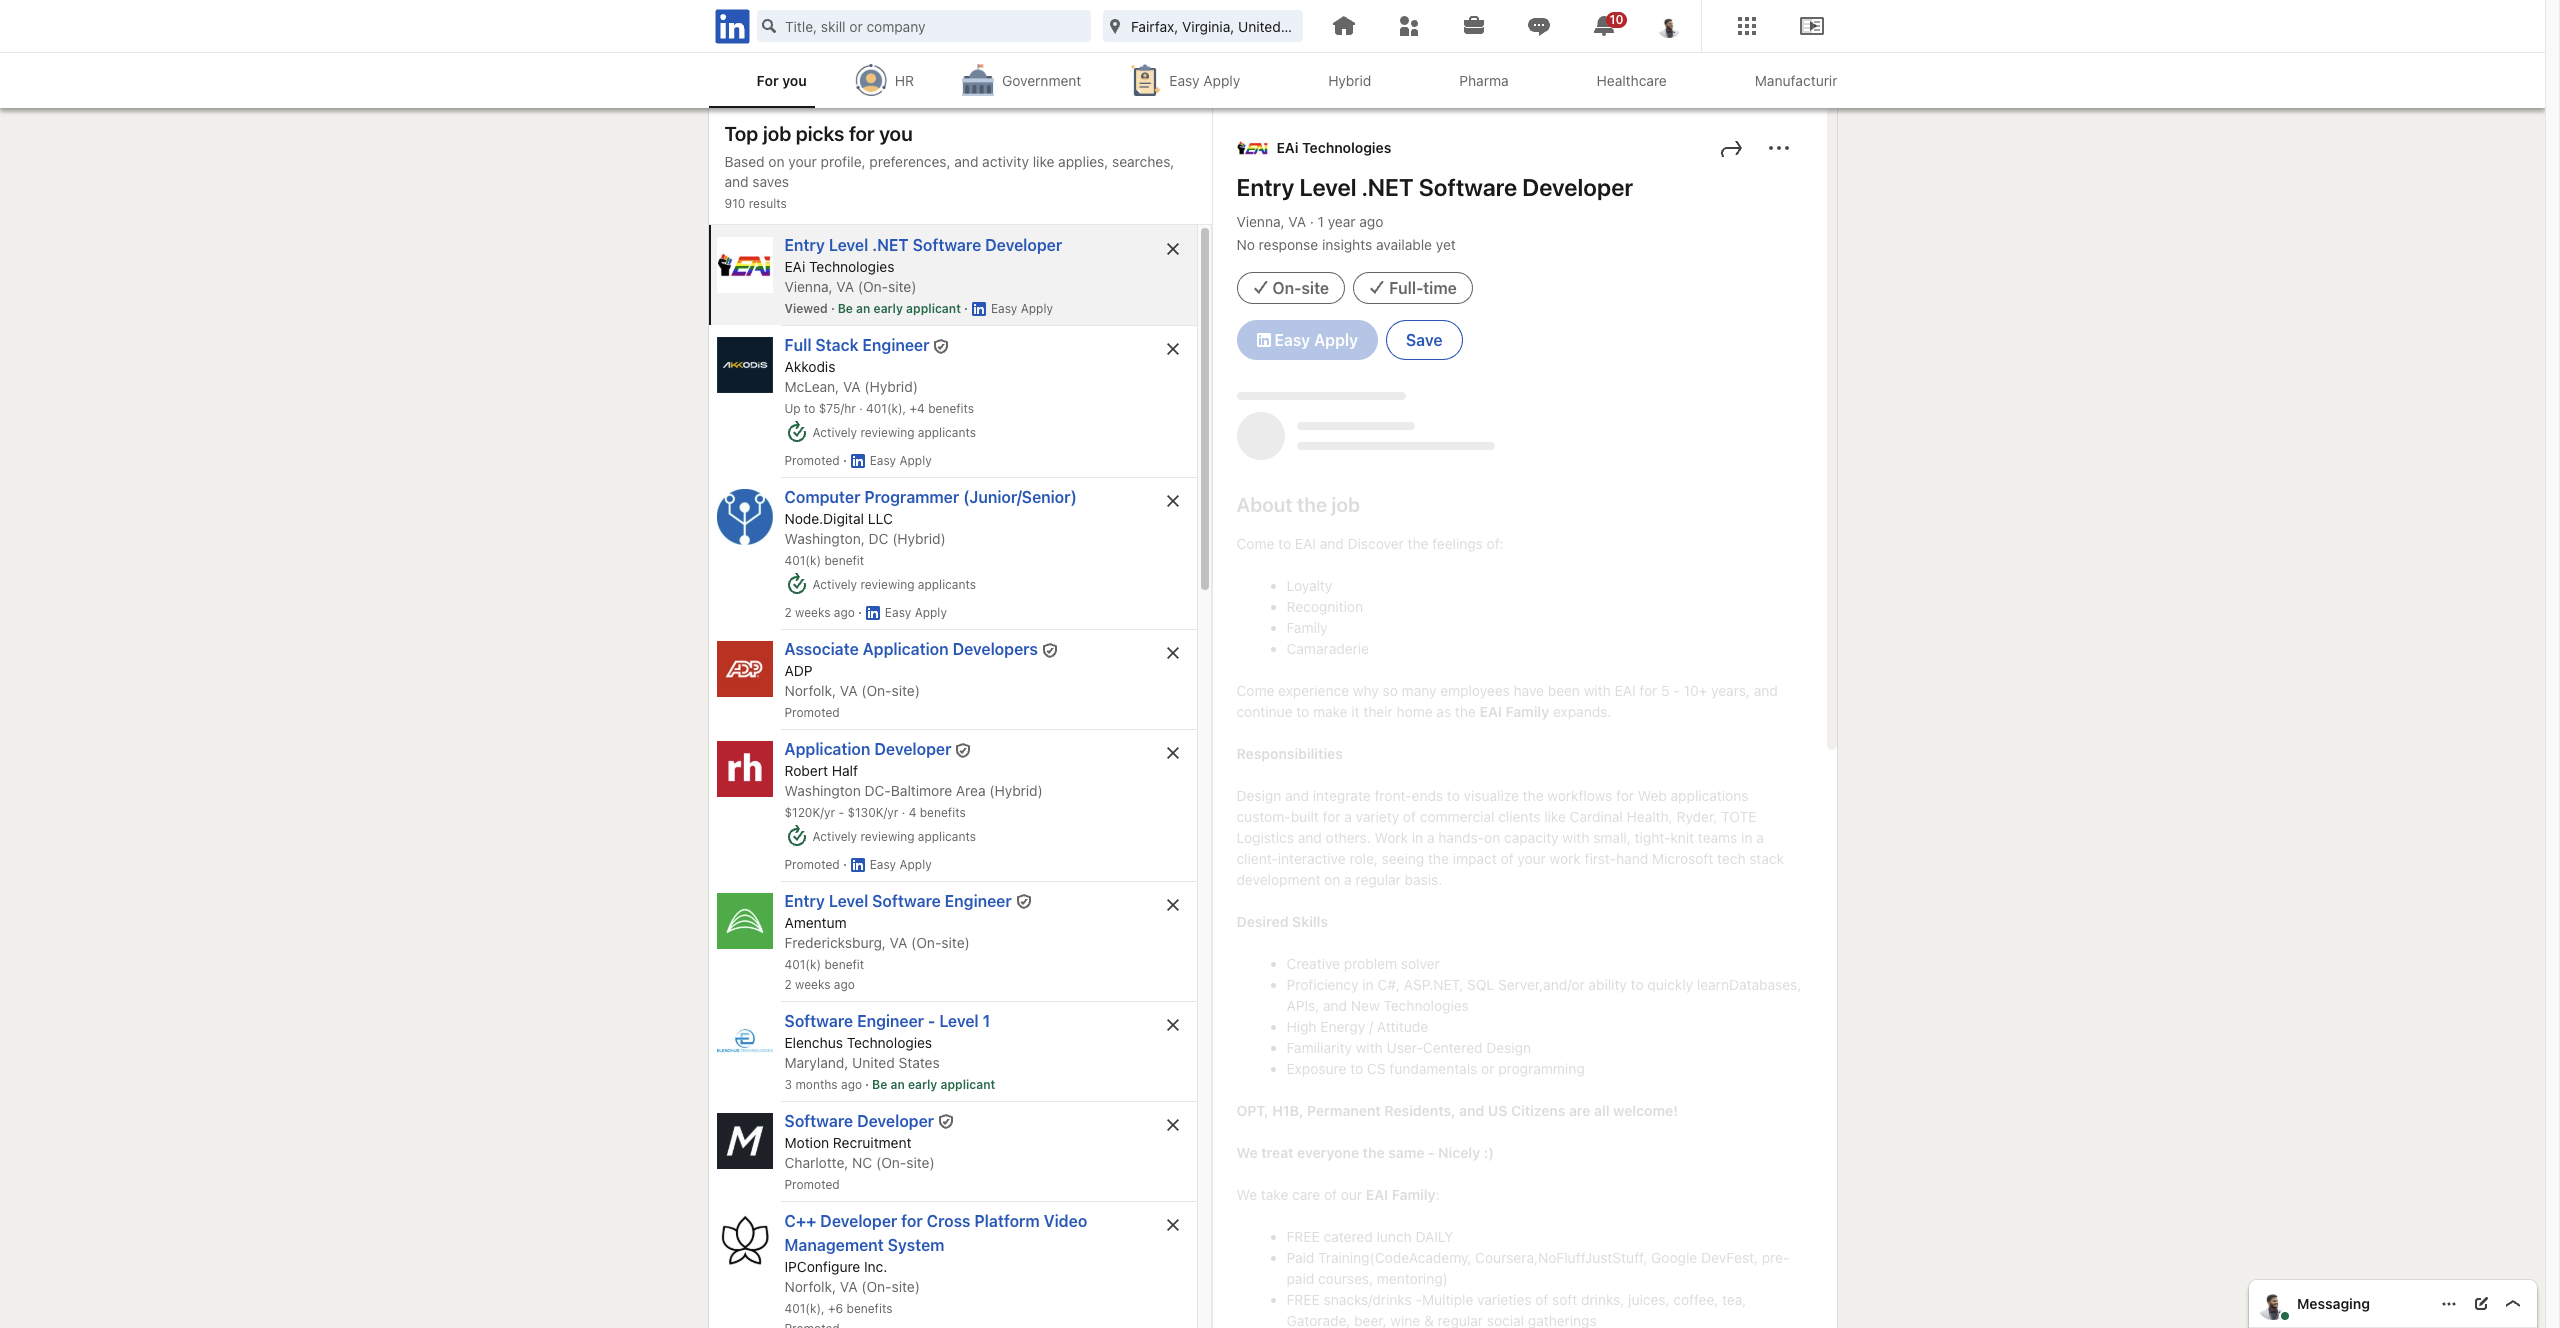 in
Title, skill or company
Fairfax, Virginia, United...
10
For you
HR
Government
Easy Apply
Hybrid
Pharma
Healthcare
Manufacturir
Top job picks for you
Based on your profile, preferences, and activity like applies, searches,
and saves
910 results
EAi
Entry Level .NET Software Developer
EAi Technologies
Vienna, VA (On-site)
Viewed · Be an early applicant · in Easy Apply
AKKODIS
Full Stack Engineer
Akkodis
McLean, VA (Hybrid)
Up to $75/hr · 401(k), +4 benefits
Actively reviewing applicants
Promoted · in Easy Apply
Computer Programmer (Junior/Senior)
Node.Digital LLC
Washington, DC (Hybrid)
401(k) benefit
Actively reviewing applicants
2 weeks ago · in Easy Apply
ADP
Associate Application Developers
ADP
Norfolk, VA (On-site)
Promoted
rh
Application Developer
Robert Half
Washington DC-Baltimore Area (Hybrid)
$120K/yr - $130K/yr · 4 benefits
Actively reviewing applicants
Promoted · in Easy Apply
Entry Level Software Engineer
Amentum
Fredericksburg, VA (On-site)
401(k) benefit
2 weeks ago
E
ELENCHUS TECHNOLOGIES
Software Engineer - Level 1
Elenchus Technologies
Maryland, United States
3 months ago · Be an early applicant
M
Software Developer
Motion Recruitment
Charlotte, NC (On-site)
Promoted
C++ Developer for Cross Platform Video
Management System
IPConfigure Inc.
Norfolk, VA (On-site)
401(k), +6 benefits
Promoted
EAi
EAi Technologies
Entry Level .NET Software Developer
Vienna, VA · 1 year ago
No response insights available yet
On-site
Full-time
in Easy Apply
Save
About the job
Come to EAI and Discover the feelings of:
• Loyalty
• Recognition
• Family
• Camaraderie
Come experience why so many employees have been with EAI for 5 - 10+ years, and
continue to make it their home as the EAI Family expands.
Responsibilities
Design and integrate front-ends to visualize the workflows for Web applications
custom-built for a variety of commercial clients like Cardinal Health, Ryder, TOTE
Logistics and others. Work in a hands-on capacity with small, tight-knit teams in a
client-interactive role, seeing the impact of your work first-hand Microsoft tech stack
development on a regular basis.
Desired Skills
• Creative problem solver
• Proficiency in C#, ASP.NET, SQL Server,and/or ability to quickly learnDatabases,
APIs, and New Technologies
• High Energy / Attitude
• Familiarity with User-Centered Design
• Exposure to CS fundamentals or programming
OPT, H1B, Permanent Residents, and US Citizens are all welcome!
We treat everyone the same - Nicely :)
We take care of our EAI Family:
• FREE catered lunch DAILY
• Paid Training(CodeAcademy, Coursera,NoFluffJustStuff, Google DevFest, pre-
paid courses, mentoring)
• FREE snacks/drinks -Multiple varieties of soft drinks, juices, coffee, tea,
Gatorade, beer, wine & regular social gatherings
Messaging